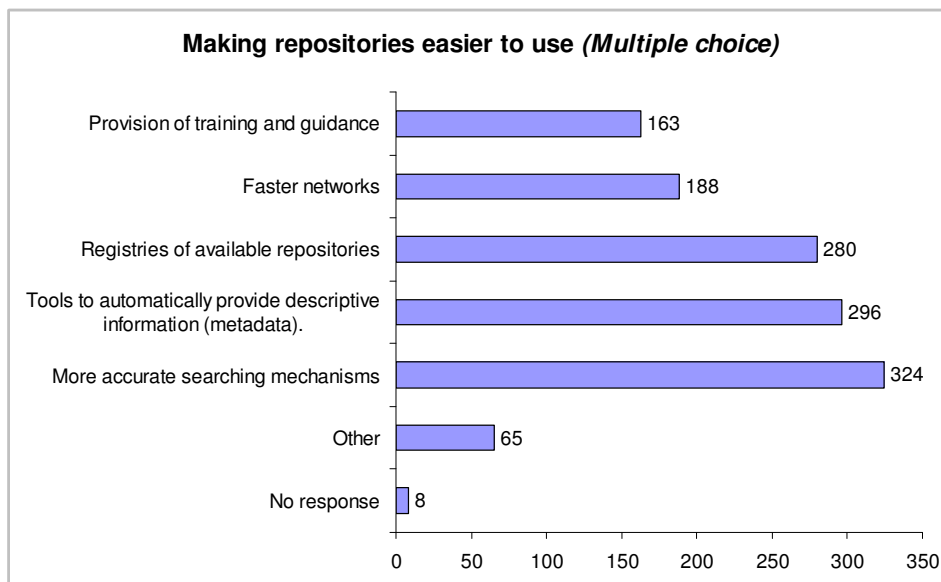 Making repositories easier to use (Multiple choice)
Provision of training and guidance
163
Faster networks
188
Registries of available repositories
280
Tools to automatically provide descriptive
information (metadata).
296
More accurate searching mechanisms
324
Other
65
No response
8
0 50 100 150 200 250 300 350